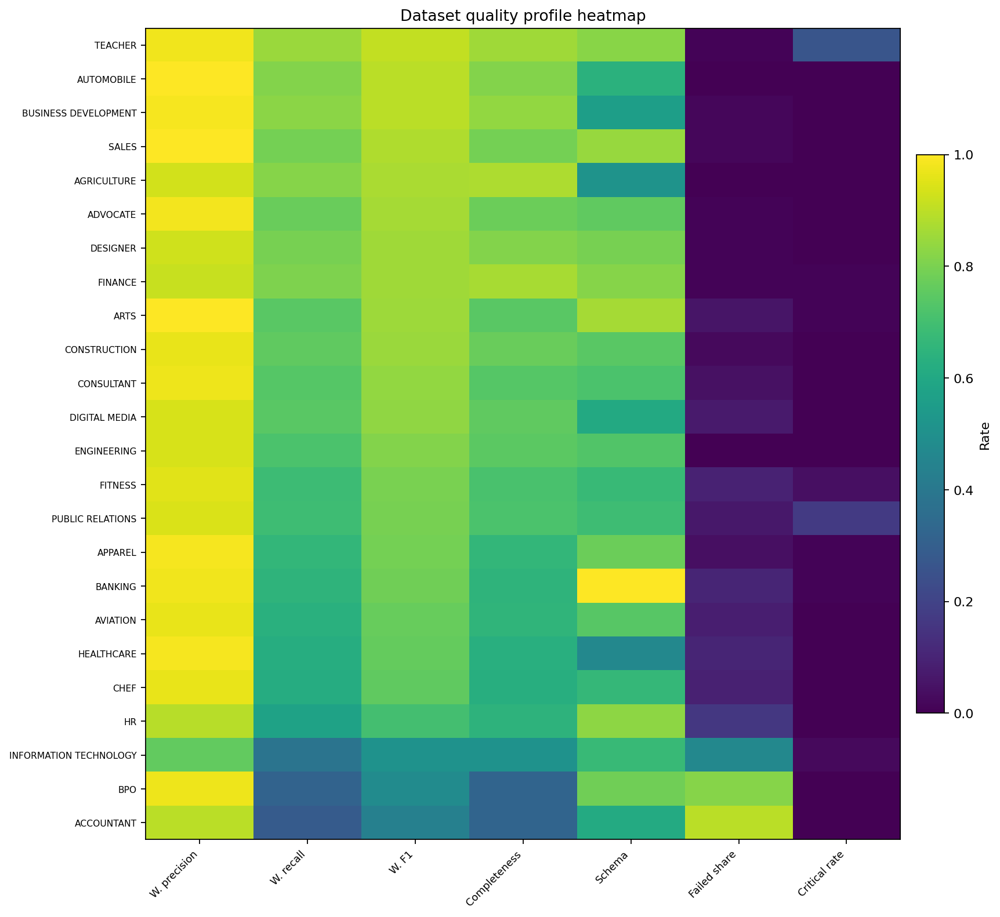 Dataset quality profile heatmap
TEACHER
AUTOMOBILE
BUSINESS DEVELOPMENT
SALES
AGRICULTURE
ADVOCATE
DESIGNER
FINANCE
ARTS
CONSTRUCTION
CONSULTANT
DIGITAL MEDIA
ENGINEERING
FITNESS
PUBLIC RELATIONS
APPAREL
BANKING
AVIATION
HEALTHCARE
CHEF
HR
INFORMATION TECHNOLOGY
BPO
ACCOUNTANT
W. precision
W. recall
W. F1
Completeness
Schema
Failed share
Critical rate
1.0
0.8
0.6
0.4
0.2
0.0
Rate